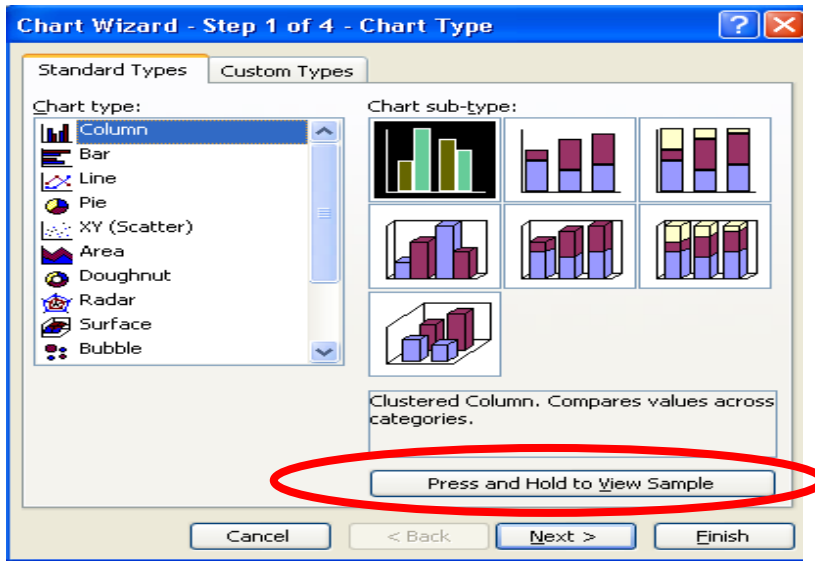 Chart Wizard - Step 1 of 4 - Chart Type
Standard Types
Custom Types
Chart type:
Column
Bar
Line
Pie
XY (Scatter)
Area
Doughnut
Radar
Surface
Bubble
Chart sub-type:
Clustered Column. Compares values across
categories.
Press and Hold to View Sample
Cancel
< Back
Next >
Finish